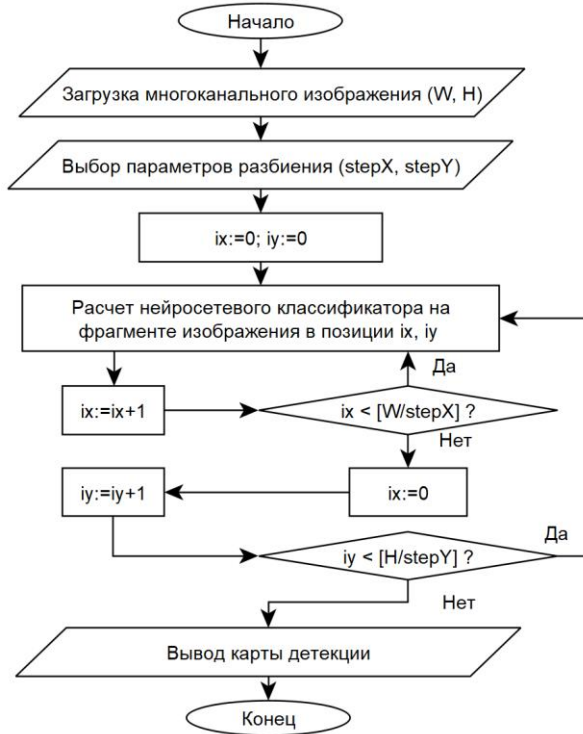 Начало
Загрузка многоканального изображения (W, H)
Выбор параметров разбиения (stepX, stepY)
ix:=0; iy:=0
Расчет нейросетевого классификатора на
фрагменте изображения в позиции ix, iy
Да
ix:=ix+1
ix < [W/stepX] ?
Нет
iy:=iy+1
ix:=0
iy < [H/stepY] ?
Да
Нет
Вывод карты детекции
Конец